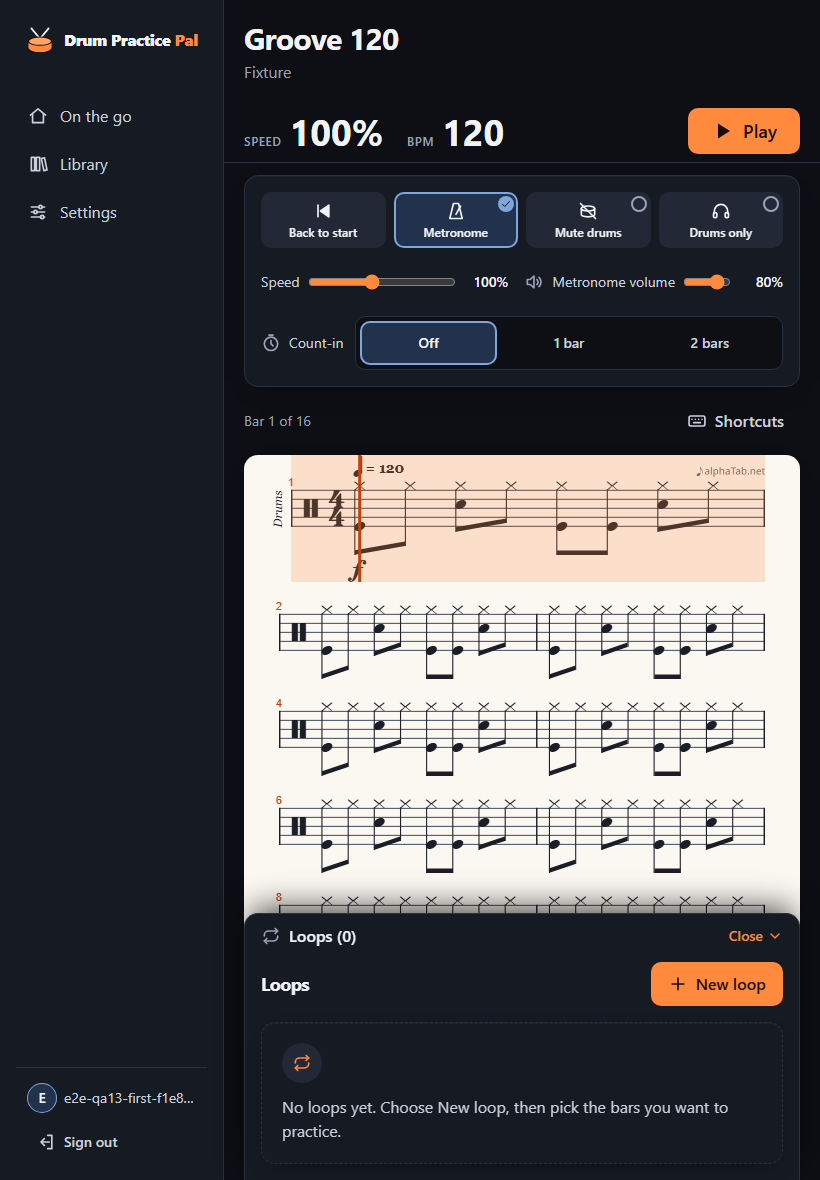 Drum Practice Pal
On the go
Library
Settings
e2e-qa13-first-f1e8...
E
Sign out
Groove 120
Fixture
SPEED 100% BPM 120
Play
Back to start
Metronome
Mute drums
Drums only
Speed 100%
Metronome volume 80%
Count-in
Off
1 bar
2 bars
Bar 1 of 16
Shortcuts
= 120
alphaTab.net
1
Drums
4
4
f
2
4
6
8
Loops (0)
Close
Loops
New loop
No loops yet. Choose New loop, then pick the bars you want to
practice.